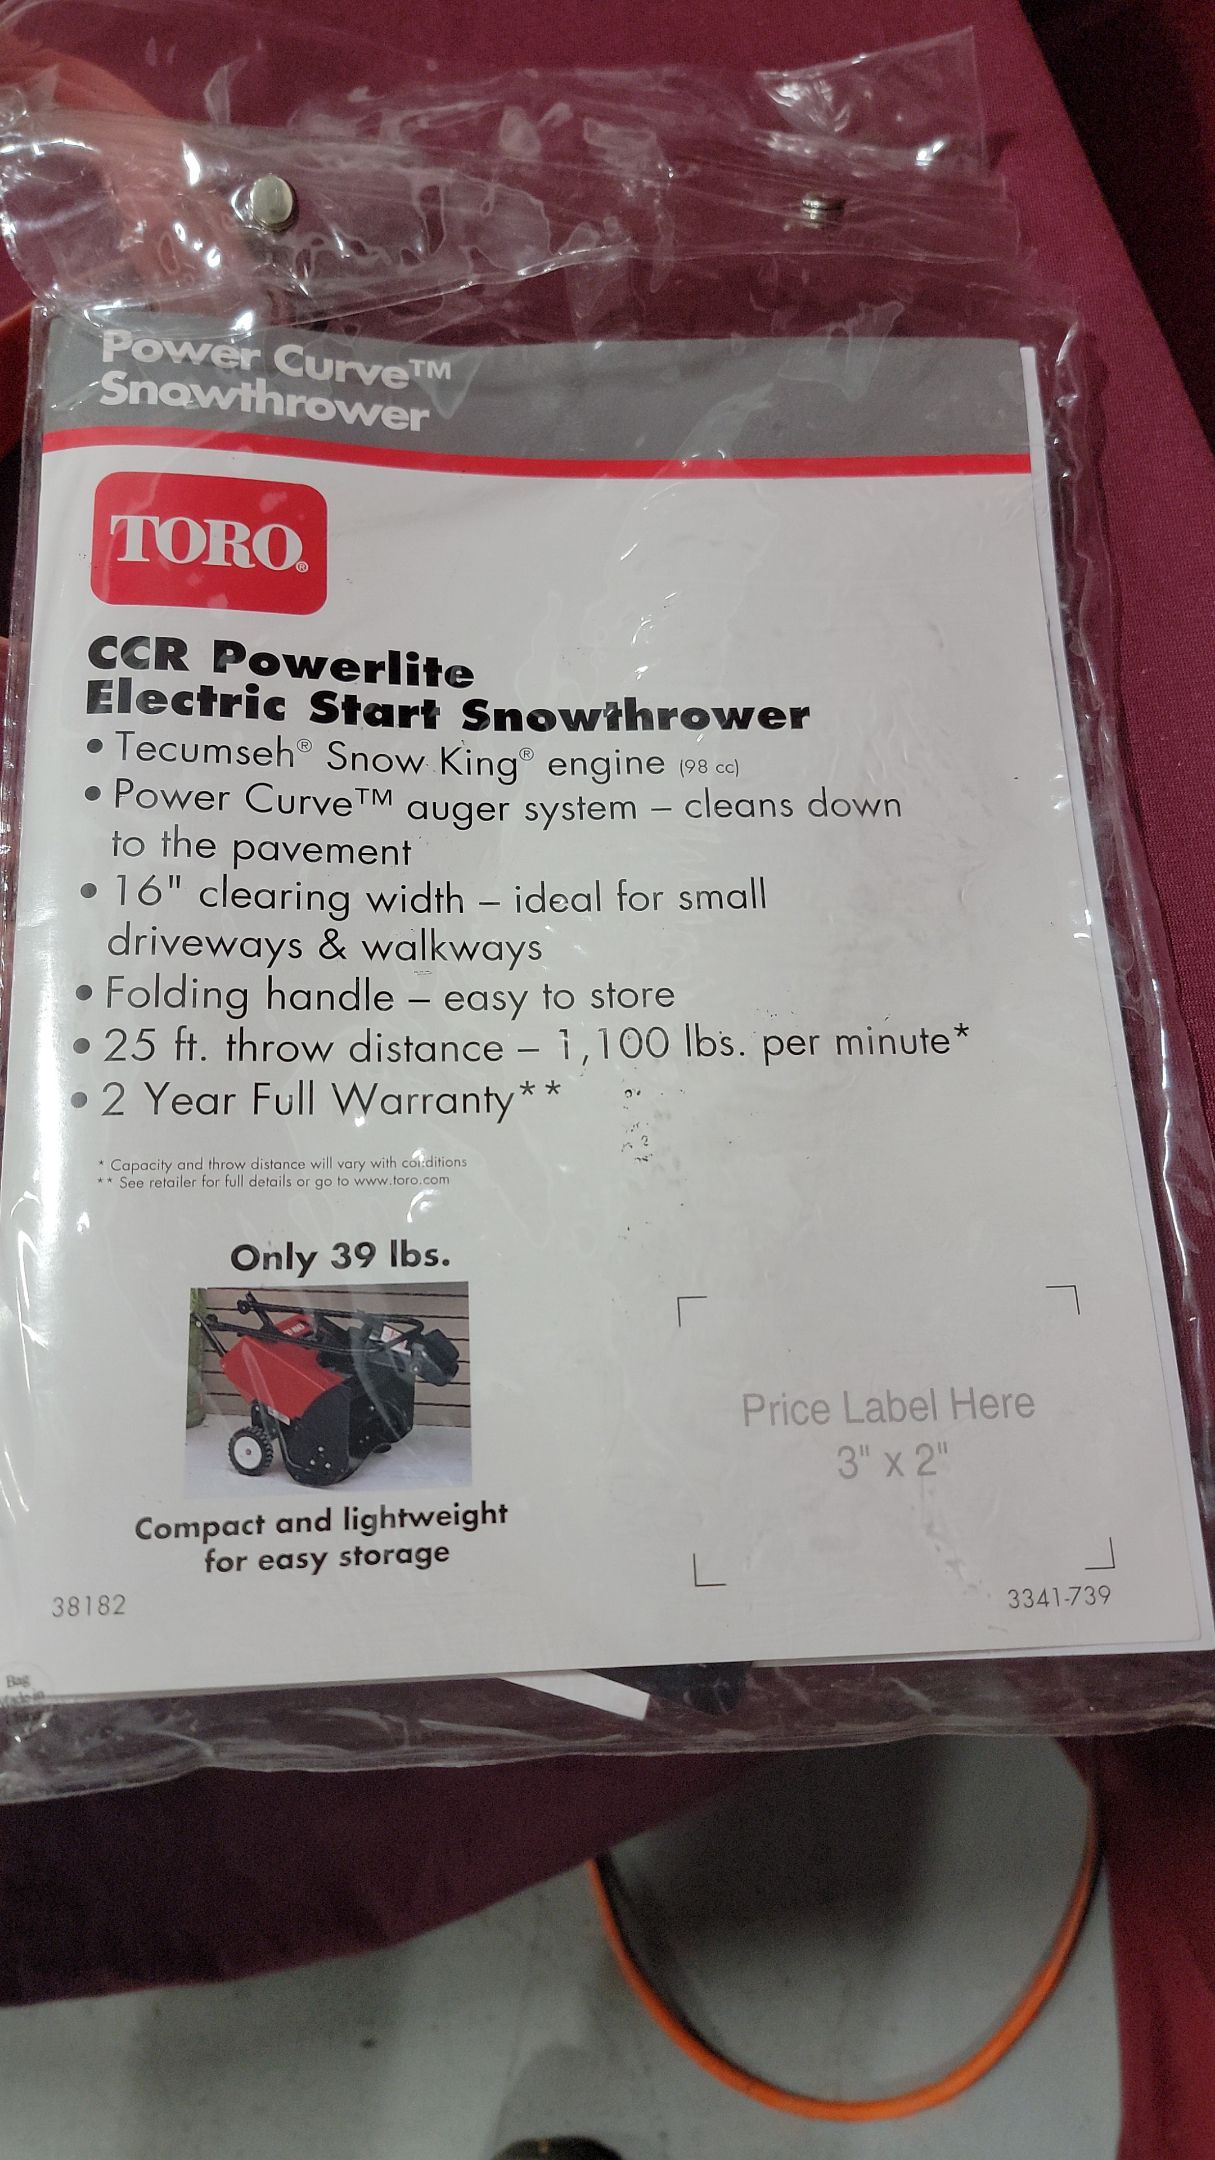 Power Curve™
Snowthrower
TORO®
CCR Powerlite
Electric Start Snowthrower
• Tecumseh® Snow King® engine (98 cc)
• Power Curve™ auger system – cleans down
to the pavement
• 16" clearing width – ideal for small
driveways & walkways
• Folding handle – easy to store
• 25 ft. throw distance – 1,100 lbs. per minute*
• 2 Year Full Warranty**
* Capacity and throw distance will vary with conditions
** See retailer for full details or go to www.toro.com
Only 39 lbs.
Compact and lightweight
for easy storage
Price Label Here
3" x 2"
38182
3341-739
Bag
Made in